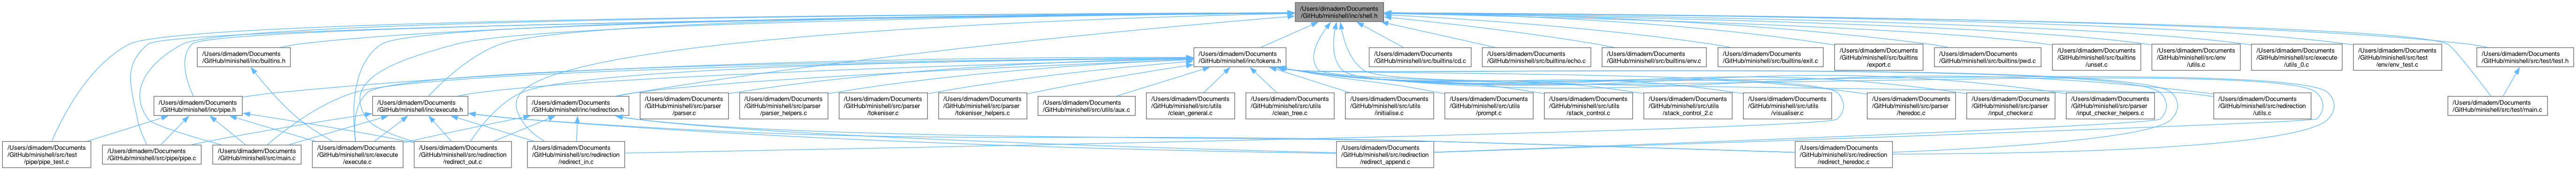 /Users/dimadem/Documents
/GitHub/minishell/inc/shell.h
/Users/dimadem/Documents
/GitHub/minishell/inc/builtins.h
/Users/dimadem/Documents
/GitHub/minishell/inc/tokens.h
/Users/dimadem/Documents
/GitHub/minishell/src/builtins/cd.c
/Users/dimadem/Documents
/GitHub/minishell/src/builtins/echo.c
/Users/dimadem/Documents
/GitHub/minishell/src/builtins/env.c
/Users/dimadem/Documents
/GitHub/minishell/src/builtins/exit.c
/Users/dimadem/Documents
/GitHub/minishell/src/builtins
/export.c
/Users/dimadem/Documents
/GitHub/minishell/src/builtins/pwd.c
/Users/dimadem/Documents
/GitHub/minishell/src/builtins
/unset.c
/Users/dimadem/Documents
/GitHub/minishell/src/env
/utils.c
/Users/dimadem/Documents
/GitHub/minishell/src/execute
/utils_0.c
/Users/dimadem/Documents
/GitHub/minishell/src/test
/env/env_test.c
/Users/dimadem/Documents
/GitHub/minishell/src/test/test.h
/Users/dimadem/Documents
/GitHub/minishell/inc/pipe.h
/Users/dimadem/Documents
/GitHub/minishell/inc/execute.h
/Users/dimadem/Documents
/GitHub/minishell/inc/redirection.h
/Users/dimadem/Documents
/GitHub/minishell/src/parser
/parser.c
/Users/dimadem/Documents
/GitHub/minishell/src/parser
/parser_helpers.c
/Users/dimadem/Documents
/GitHub/minishell/src/parser
/tokeniser.c
/Users/dimadem/Documents
/GitHub/minishell/src/parser
/tokeniser_helpers.c
/Users/dimadem/Documents
/GitHub/minishell/src/utils/aux.c
/Users/dimadem/Documents
/GitHub/minishell/src/utils
/clean_general.c
/Users/dimadem/Documents
/GitHub/minishell/src/utils
/clean_tree.c
/Users/dimadem/Documents
/GitHub/minishell/src/utils
/initialise.c
/Users/dimadem/Documents
/GitHub/minishell/src/utils
/prompt.c
/Users/dimadem/Documents
/GitHub/minishell/src/utils
/stack_control.c
/Users/dimadem/Documents
/GitHub/minishell/src/utils
/stack_control_2.c
/Users/dimadem/Documents
/GitHub/minishell/src/utils
/visualiser.c
/Users/dimadem/Documents
/GitHub/minishell/src/parser
/heredoc.c
/Users/dimadem/Documents
/GitHub/minishell/src/parser
/input_checker.c
/Users/dimadem/Documents
/GitHub/minishell/src/parser
/input_checker_helpers.c
/Users/dimadem/Documents
/GitHub/minishell/src/redirection
/utils.c
/Users/dimadem/Documents
/GitHub/minishell/src/test/main.c
/Users/dimadem/Documents
/GitHub/minishell/src/test
/pipe/pipe_test.c
/Users/dimadem/Documents
/GitHub/minishell/src/pipe/pipe.c
/Users/dimadem/Documents
/GitHub/minishell/src/main.c
/Users/dimadem/Documents
/GitHub/minishell/src/execute
/execute.c
/Users/dimadem/Documents
/GitHub/minishell/src/redirection
/redirect_out.c
/Users/dimadem/Documents
/GitHub/minishell/src/redirection
/redirect_in.c
/Users/dimadem/Documents
/GitHub/minishell/src/redirection
/redirect_append.c
/Users/dimadem/Documents
/GitHub/minishell/src/redirection
/redirect_heredoc.c